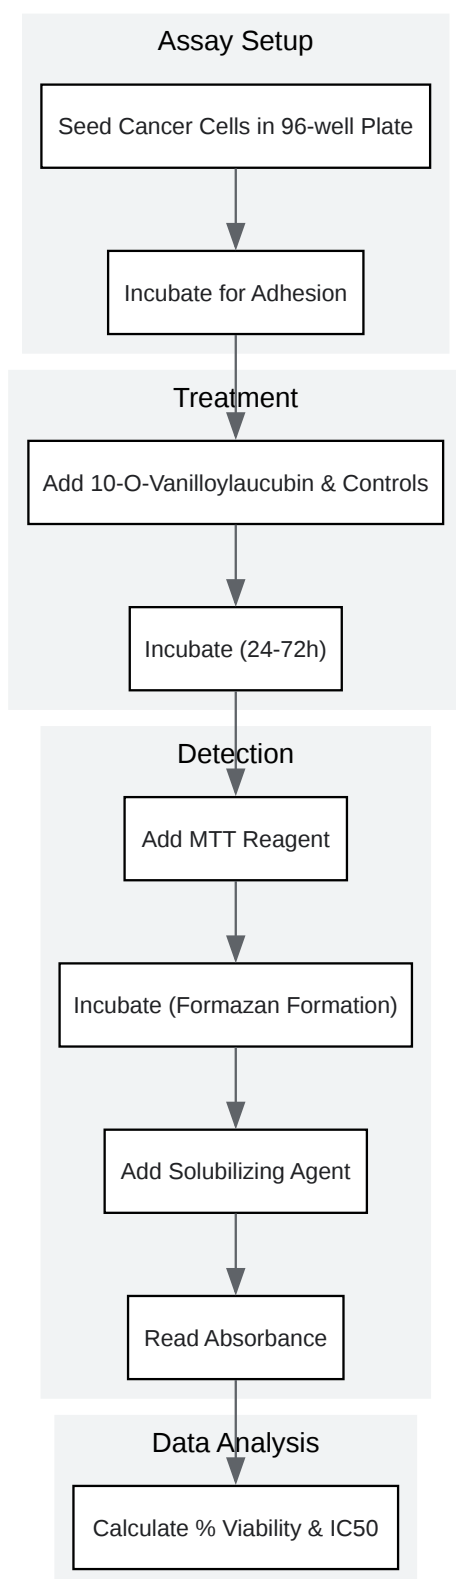 Assay Setup
Seed Cancer Cells in 96-well Plate
Incubate for Adhesion
Treatment
Add 10-O-Vanilloylaucubin & Controls
Incubate (24-72h)
Detection
Add MTT Reagent
Incubate (Formazan Formation)
Add Solubilizing Agent
Read Absorbance
Data Analysis
Calculate % Viability & IC50